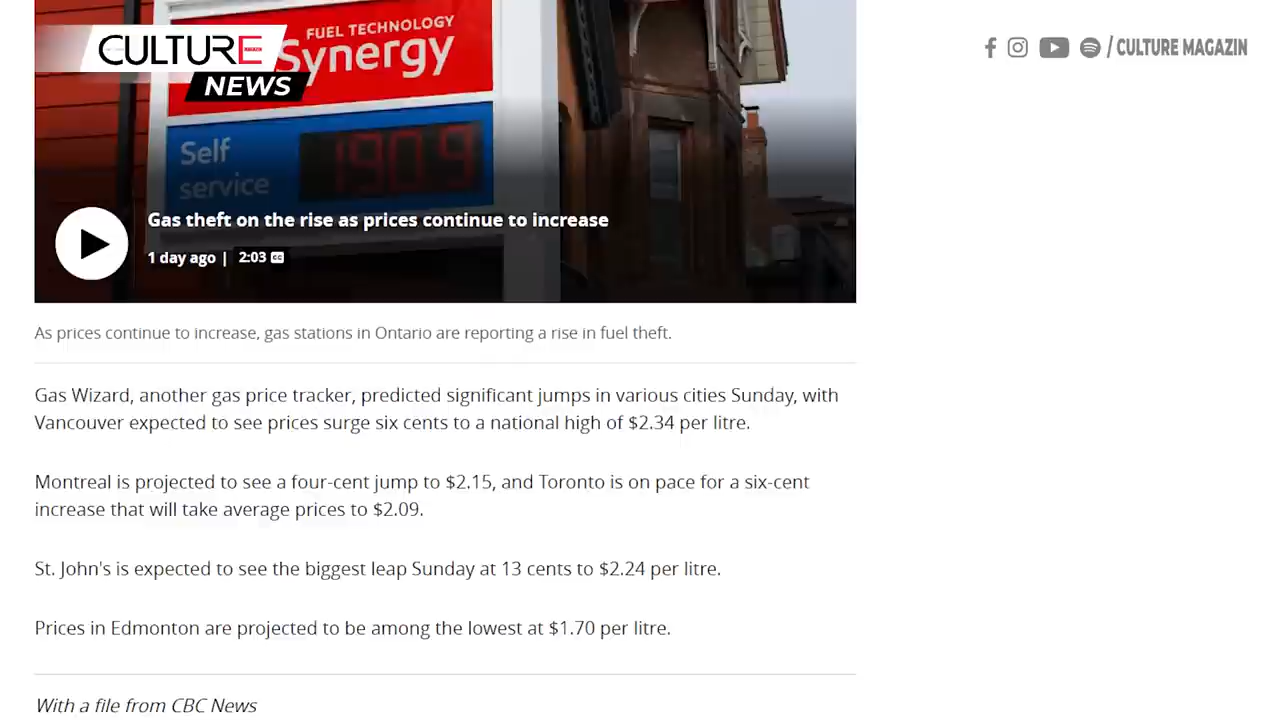 CULTURE
NEWS
FUEL TECHNOLOGY
Synergy
Self
service
190.9
/ CULTURE MAGAZIN
Gas theft on the rise as prices continue to increase
1 day ago | 2:03 CC
As prices continue to increase, gas stations in Ontario are reporting a rise in fuel theft.
Gas Wizard, another gas price tracker, predicted significant jumps in various cities Sunday, with
Vancouver expected to see prices surge six cents to a national high of $2.34 per litre.
Montreal is projected to see a four-cent jump to $2.15, and Toronto is on pace for a six-cent
increase that will take average prices to $2.09.
St. John's is expected to see the biggest leap Sunday at 13 cents to $2.24 per litre.
Prices in Edmonton are projected to be among the lowest at $1.70 per litre.
With a file from CBC News